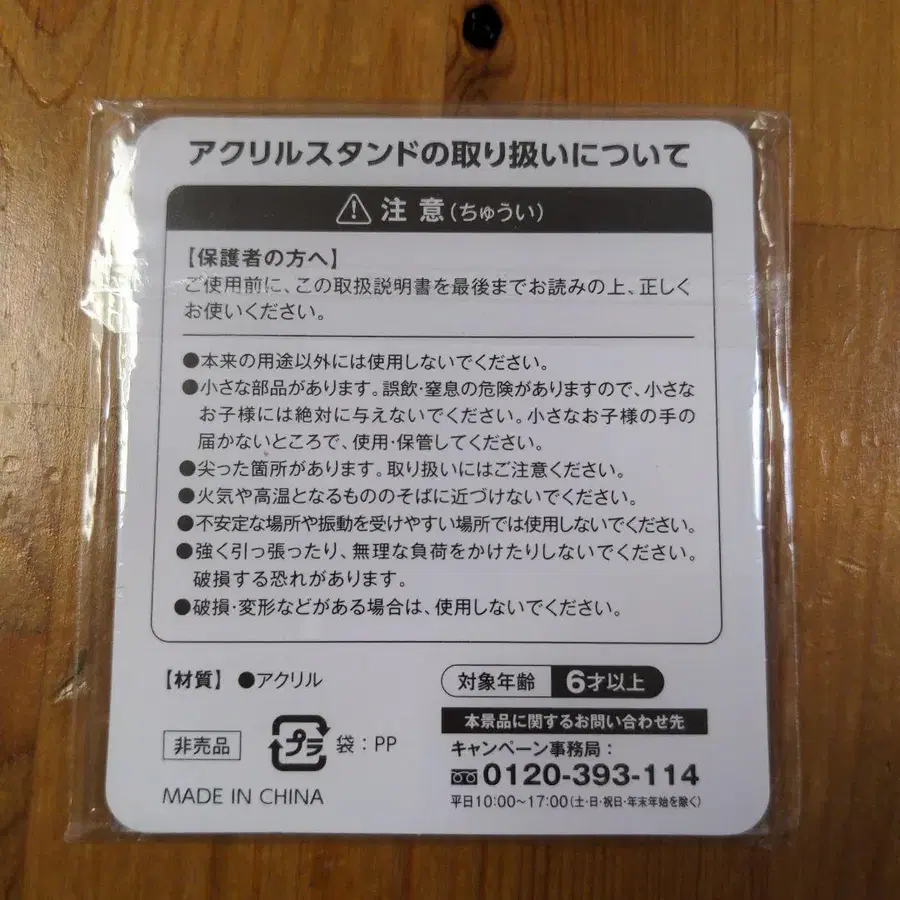 アクリルスタンドの取り扱いについて
注意(ちゅうい)
【保護者の方へ】
ご使用前に、この取扱説明書を最後までお読みの上、正しく
お使いください。
●本来の用途以外には使用しないでください。
●小さな部品があります。誤飲・窒息の危険がありますので、小さな
お子様には絶対に与えないでください。小さなお子様の手の
届かないところで、使用・保管してください。
●尖った箇所があります。取り扱いにはご注意ください。
●火気や高温となるもののそばに近づけないでください。
●不安定な場所や振動を受けやすい場所では使用しないでください。
●強く引っ張ったり、無理な負荷をかけたりしないでください。
破損する恐れがあります。
●破損・変形などがある場合は、使用しないでください。
【材質】 ●アクリル
対象年齢 6才以上
非売品 プラ 袋:PP
MADE IN CHINA
本景品に関するお問い合わせ先
キャンペーン事務局:
0120-393-114
平日10:00〜17:00(土・日・祝日・年末年始を除く)